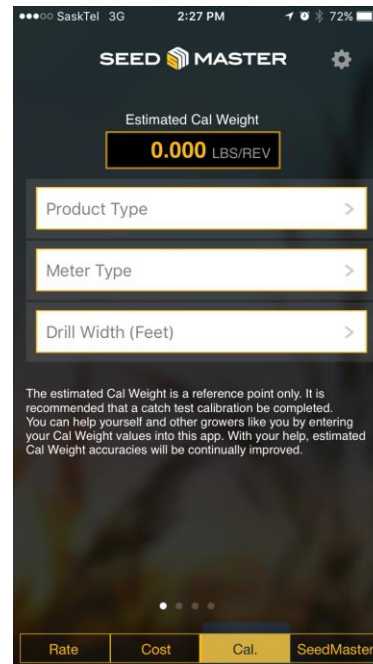 SaskTel 3G 2:27 PM 72%
SEED MASTER
Estimated Cal Weight
0.000 LBS/REV
Product Type
Meter Type
Drill Width (Feet)
The estimated Cal Weight is a reference point only. It is
recommended that a catch test calibration be completed.
You can help yourself and other growers like you by entering
your Cal Weight values into this app. With your help, estimated
Cal Weight accuracies will be continually improved.
Rate Cost Cal. SeedMaster